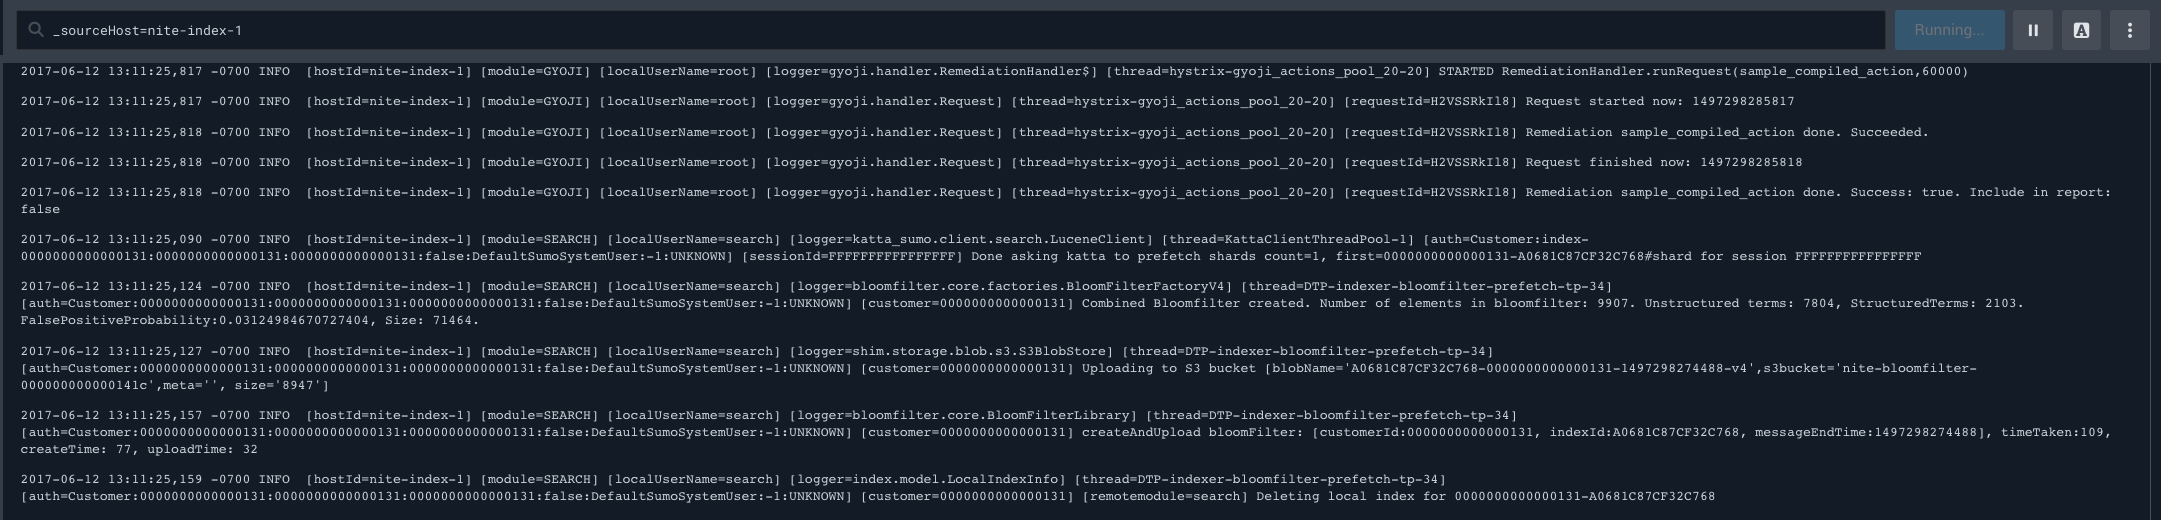 _sourceHost=nite-index-1
Running...
A
2017-06-12 13:11:25,817 -0700 INFO  [hostId=nite-index-1] [module=GYOJI] [localUserName=root] [logger=gyoji.handler.RemediationHandler$] [thread=hystrix-gyoji_actions_pool_20-20] STARTED RemediationHandler.runRequest(sample_compiled_action,60000)
2017-06-12 13:11:25,817 -0700 INFO  [hostId=nite-index-1] [module=GYOJI] [localUserName=root] [logger=gyoji.handler.Request] [thread=hystrix-gyoji_actions_pool_20-20] [requestId=H2VSSRkIl8] Request started now: 1497298285817
2017-06-12 13:11:25,818 -0700 INFO  [hostId=nite-index-1] [module=GYOJI] [localUserName=root] [logger=gyoji.handler.Request] [thread=hystrix-gyoji_actions_pool_20-20] [requestId=H2VSSRkIl8] Remediation sample_compiled_action done. Succeeded.
2017-06-12 13:11:25,818 -0700 INFO  [hostId=nite-index-1] [module=GYOJI] [localUserName=root] [logger=gyoji.handler.Request] [thread=hystrix-gyoji_actions_pool_20-20] [requestId=H2VSSRkIl8] Request finished now: 1497298285818
2017-06-12 13:11:25,818 -0700 INFO  [hostId=nite-index-1] [module=GYOJI] [localUserName=root] [logger=gyoji.handler.Request] [thread=hystrix-gyoji_actions_pool_20-20] [requestId=H2VSSRkIl8] Remediation sample_compiled_action done. Success: true. Include in report:
false
2017-06-12 13:11:25,090 -0700 INFO  [hostId=nite-index-1] [module=SEARCH] [localUserName=search] [logger=katta_sumo.client.search.LuceneClient] [thread=KattaClientThreadPool-1] [auth=Customer:index-
0000000000000131:0000000000000131:0000000000000131:false:DefaultSumoSystemUser:-1:UNKNOWN] [sessionId=FFFFFFFFFFFFFFFF] Done asking katta to prefetch shards count=1, first=0000000000000131-A0681C87CF32C768#shard for session FFFFFFFFFFFFFFFF
2017-06-12 13:11:25,124 -0700 INFO  [hostId=nite-index-1] [module=SEARCH] [localUserName=search] [logger=bloomfilter.core.factories.BloomFilterFactoryV4] [thread=DTP-indexer-bloomfilter-prefetch-tp-34]
[auth=Customer:0000000000000131:0000000000000131:0000000000000131:false:DefaultSumoSystemUser:-1:UNKNOWN] [customer=0000000000000131] Combined Bloomfilter created. Number of elements in bloomfilter: 9907. Unstructured terms: 7804, StructuredTerms: 2103.
FalsePositiveProbability:0.03124984670727404, Size: 71464.
2017-06-12 13:11:25,127 -0700 INFO  [hostId=nite-index-1] [module=SEARCH] [localUserName=search] [logger=shim.storage.blob.s3.S3BlobStore] [thread=DTP-indexer-bloomfilter-prefetch-tp-34]
[auth=Customer:0000000000000131:0000000000000131:0000000000000131:false:DefaultSumoSystemUser:-1:UNKNOWN] [customer=0000000000000131] Uploading to S3 bucket [blobName='A0681C87CF32C768-0000000000000131-1497298274488-v4',s3bucket='nite-bloomfilter-
000000000000141c',meta='', size='8947']
2017-06-12 13:11:25,157 -0700 INFO  [hostId=nite-index-1] [module=SEARCH] [localUserName=search] [logger=bloomfilter.core.BloomFilterLibrary] [thread=DTP-indexer-bloomfilter-prefetch-tp-34]
[auth=Customer:0000000000000131:0000000000000131:0000000000000131:false:DefaultSumoSystemUser:-1:UNKNOWN] [customer=0000000000000131] createAndUpload bloomFilter: [customerId:0000000000000131, indexId:A0681C87CF32C768, messageEndTime:1497298274488], timeTaken:109,
createTime: 77, uploadTime: 32
2017-06-12 13:11:25,159 -0700 INFO  [hostId=nite-index-1] [module=SEARCH] [localUserName=search] [logger=index.model.LocalIndexInfo] [thread=DTP-indexer-bloomfilter-prefetch-tp-34]
[auth=Customer:0000000000000131:0000000000000131:0000000000000131:false:DefaultSumoSystemUser:-1:UNKNOWN] [customer=0000000000000131] [remotemodule=search] Deleting local index for 0000000000000131-A0681C87CF32C768